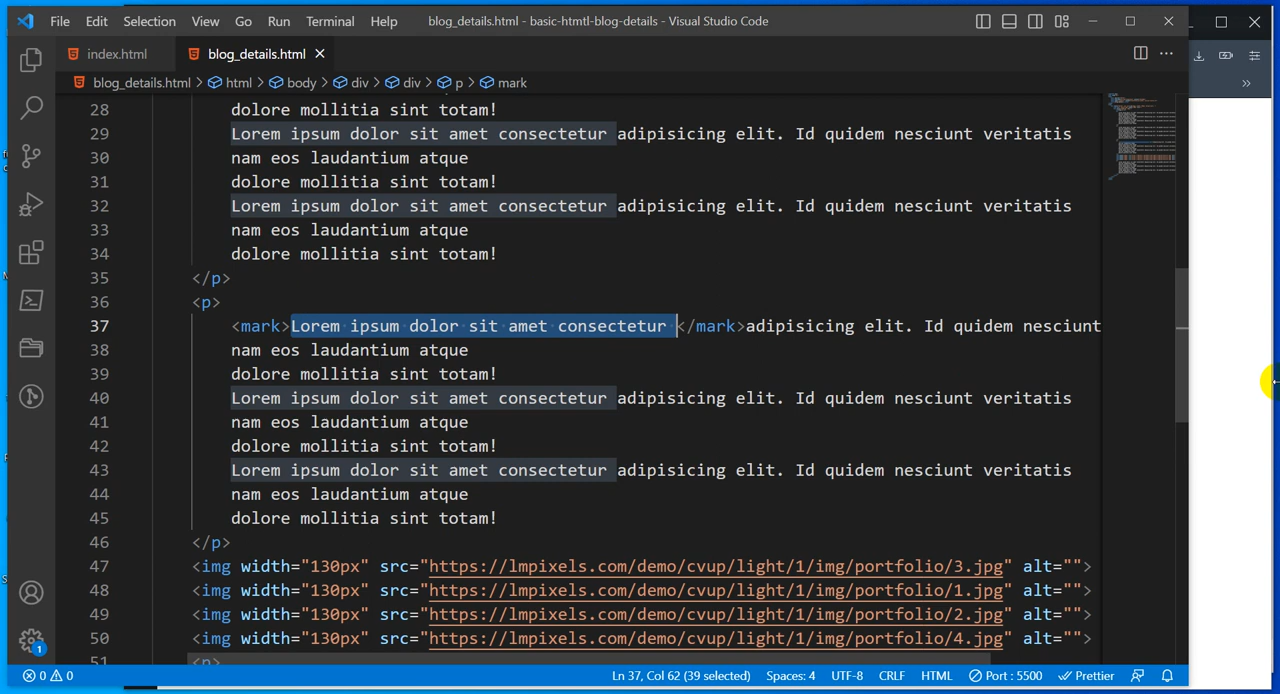 File Edit Selection View Go Run Terminal Help blog_details.html - basic-htmtl-blog-details - Visual Studio Code
index.html blog_details.html
blog_details.html > html > body > div > div > p > mark
28 dolore mollitia sint totam!
29 Lorem ipsum dolor sit amet consectetur adipisicing elit. Id quidem nesciunt veritatis
30 nam eos laudantium atque
31 dolore mollitia sint totam!
32 Lorem ipsum dolor sit amet consectetur adipisicing elit. Id quidem nesciunt veritatis
33 nam eos laudantium atque
34 dolore mollitia sint totam!
35 </p>
36 <p>
37 <mark>Lorem ipsum dolor sit amet consectetur </mark>adipisicing elit. Id quidem nesciunt
38 nam eos laudantium atque
39 dolore mollitia sint totam!
40 Lorem ipsum dolor sit amet consectetur adipisicing elit. Id quidem nesciunt veritatis
41 nam eos laudantium atque
42 dolore mollitia sint totam!
43 Lorem ipsum dolor sit amet consectetur adipisicing elit. Id quidem nesciunt veritatis
44 nam eos laudantium atque
45 dolore mollitia sint totam!
46 </p>
47 <img width="130px" src="https://lmpixels.com/demo/cvup/light/1/img/portfolio/3.jpg" alt="">
48 <img width="130px" src="https://lmpixels.com/demo/cvup/light/1/img/portfolio/1.jpg" alt="">
49 <img width="130px" src="https://lmpixels.com/demo/cvup/light/1/img/portfolio/2.jpg" alt="">
50 <img width="130px" src="https://lmpixels.com/demo/cvup/light/1/img/portfolio/4.jpg" alt="">
51 <p>
1
0 0 Ln 37, Col 62 (39 selected) Spaces: 4 UTF-8 CRLF HTML Port : 5500 Prettier